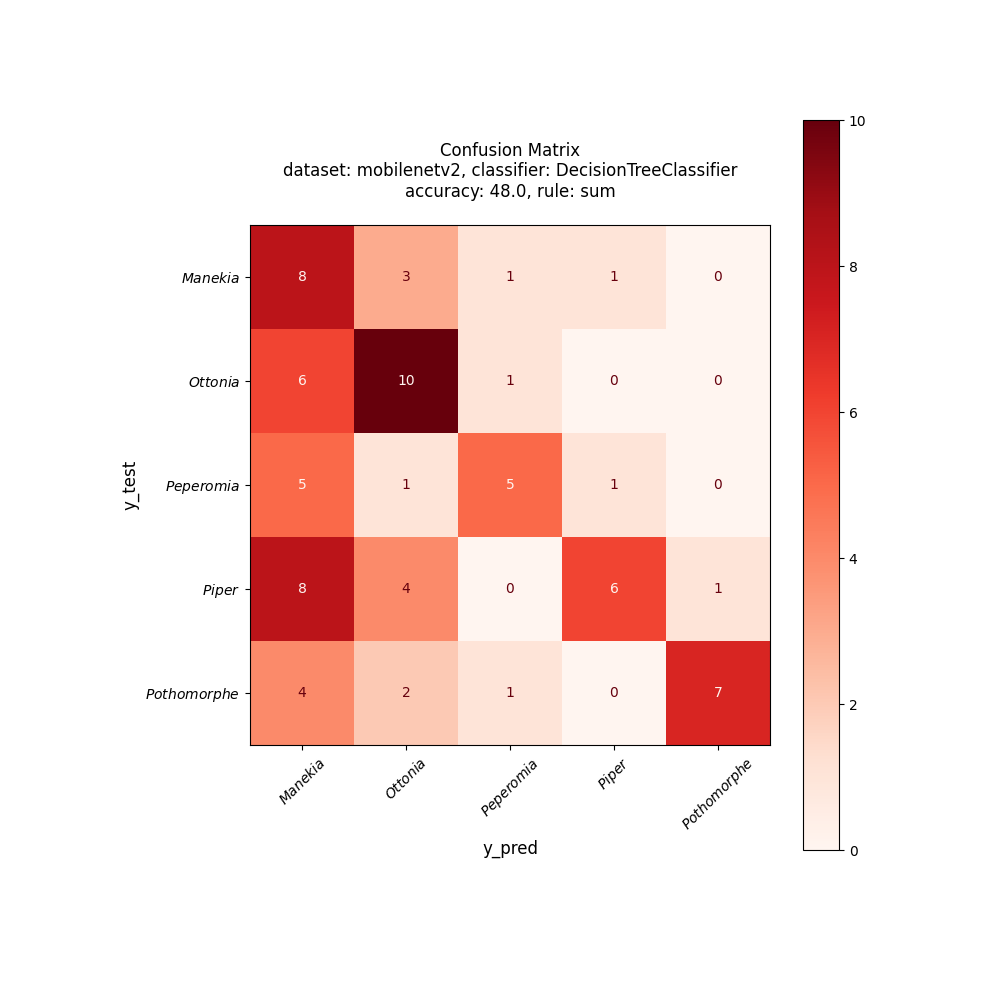 Confusion Matrix
dataset: mobilenetv2, classifier: DecisionTreeClassifier
accuracy: 48.0, rule: sum
10
8
6
4
2
0
y_test
Manekia 8 3 1 1 0
Ottonia 6 10 1 0 0
Peperomia 5 1 5 1 0
Piper 8 4 0 6 1
Pothomorphe 4 2 1 0 7
Manekia Ottonia Peperomia Piper Pothomorphe
y_pred